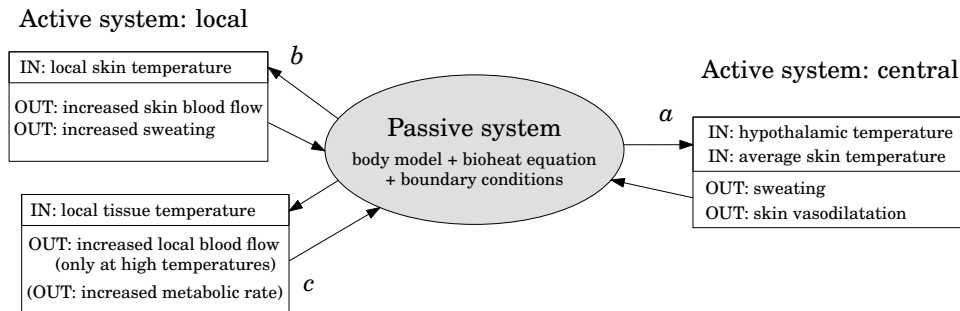 Active system: local
b
IN: local skin temperature
OUT: increased skin blood flow
OUT: increased sweating
IN: local tissue temperature
OUT: increased local blood flow
(only at high temperatures)
(OUT: increased metabolic rate)
c
Passive system
body model + bioheat equation
+ boundary conditions
Active system: central
a
IN: hypothalamic temperature
IN: average skin temperature
OUT: sweating
OUT: skin vasodilatation